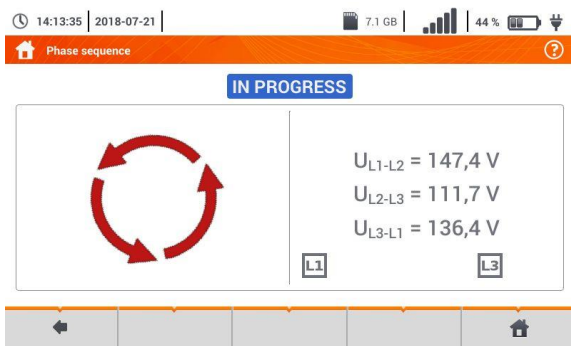 14:13:35 2018-07-21 7.1 GB 44 %
Phase sequence ?
IN PROGRESS
UL1-L2 = 147,4 V
UL2-L3 = 111,7 V
UL3-L1 = 136,4 V
L1 L3